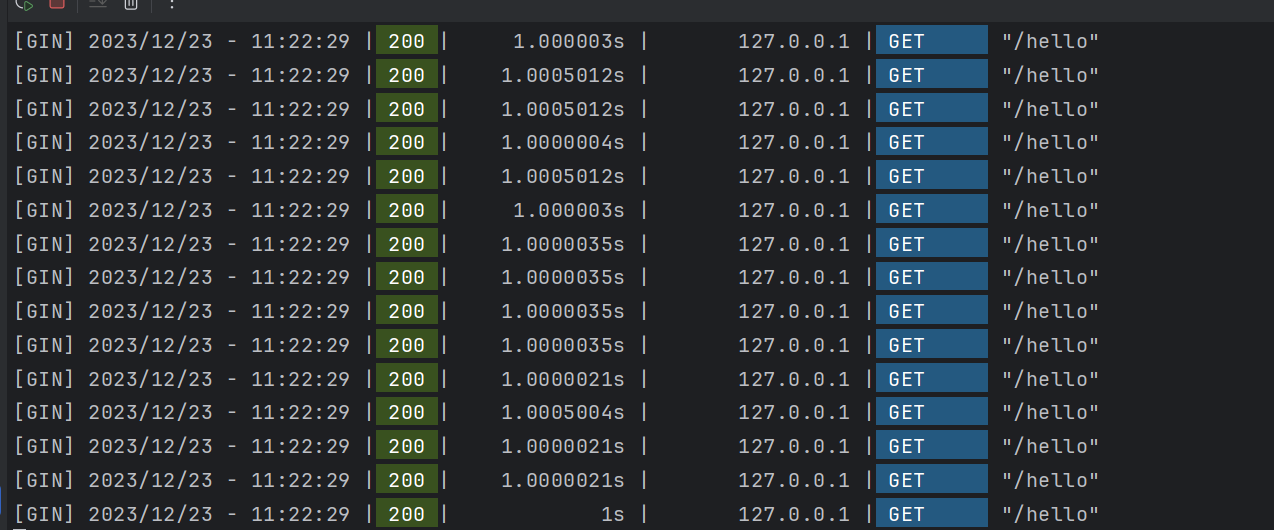 [GIN] 2023/12/23 - 11:22:29 | 200 | 1.000003s | 127.0.0.1 | GET "/hello"
[GIN] 2023/12/23 - 11:22:29 | 200 | 1.0005012s | 127.0.0.1 | GET "/hello"
[GIN] 2023/12/23 - 11:22:29 | 200 | 1.0005012s | 127.0.0.1 | GET "/hello"
[GIN] 2023/12/23 - 11:22:29 | 200 | 1.0000004s | 127.0.0.1 | GET "/hello"
[GIN] 2023/12/23 - 11:22:29 | 200 | 1.0005012s | 127.0.0.1 | GET "/hello"
[GIN] 2023/12/23 - 11:22:29 | 200 | 1.000003s | 127.0.0.1 | GET "/hello"
[GIN] 2023/12/23 - 11:22:29 | 200 | 1.0000035s | 127.0.0.1 | GET "/hello"
[GIN] 2023/12/23 - 11:22:29 | 200 | 1.0000035s | 127.0.0.1 | GET "/hello"
[GIN] 2023/12/23 - 11:22:29 | 200 | 1.0000035s | 127.0.0.1 | GET "/hello"
[GIN] 2023/12/23 - 11:22:29 | 200 | 1.0000035s | 127.0.0.1 | GET "/hello"
[GIN] 2023/12/23 - 11:22:29 | 200 | 1.0000021s | 127.0.0.1 | GET "/hello"
[GIN] 2023/12/23 - 11:22:29 | 200 | 1.0005004s | 127.0.0.1 | GET "/hello"
[GIN] 2023/12/23 - 11:22:29 | 200 | 1.0000021s | 127.0.0.1 | GET "/hello"
[GIN] 2023/12/23 - 11:22:29 | 200 | 1.0000021s | 127.0.0.1 | GET "/hello"
[GIN] 2023/12/23 - 11:22:29 | 200 | 1s | 127.0.0.1 | GET "/hello"